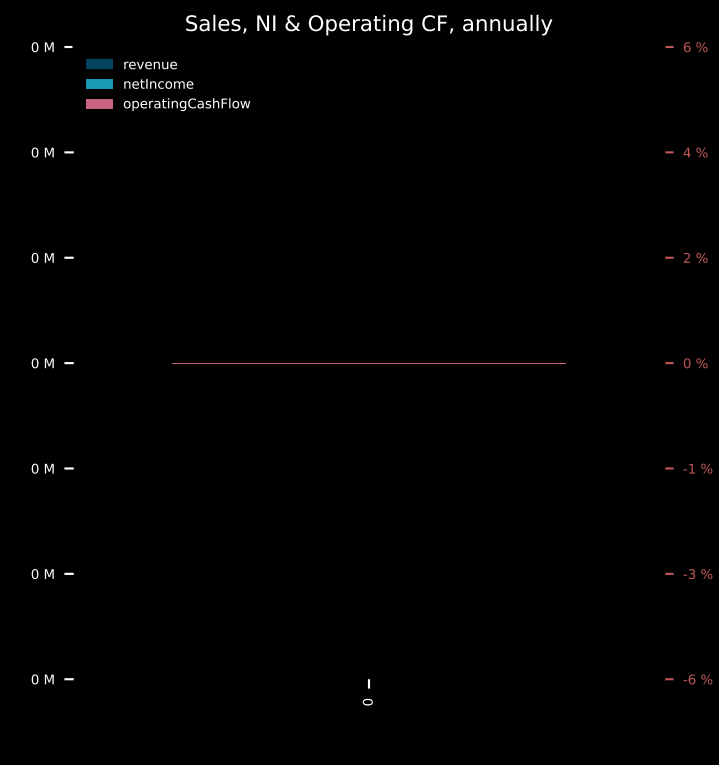 Sales, NI & Operating CF, annually
0 M
6 %
revenue
netIncome
operatingCashFlow
0 M
4 %
0 M
2 %
0 M
0 %
0 M
-1 %
0 M
-3 %
0 M
-6 %
0